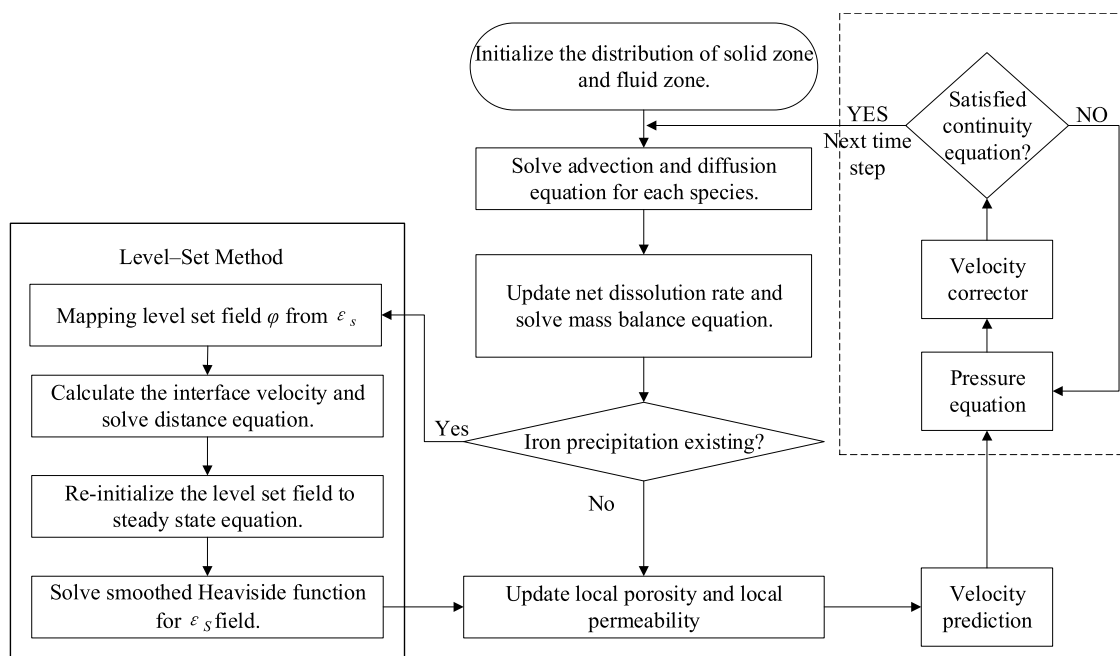 Initialize the distribution of solid zone
and fluid zone.
Solve advection and diffusion
equation for each species.
Update net dissolution rate and
solve mass balance equation.
Iron precipitation existing?
Yes
No
Level–Set Method
Mapping level set field φ from ε s
Calculate the interface velocity and
solve distance equation.
Re-initialize the level set field to
steady state equation.
Solve smoothed Heaviside function
for ε S field.
Update local porosity and local
permeability
Velocity
prediction
Pressure
equation
Velocity
corrector
Satisfied
continuity
equation?
NO
YES
Next time
step